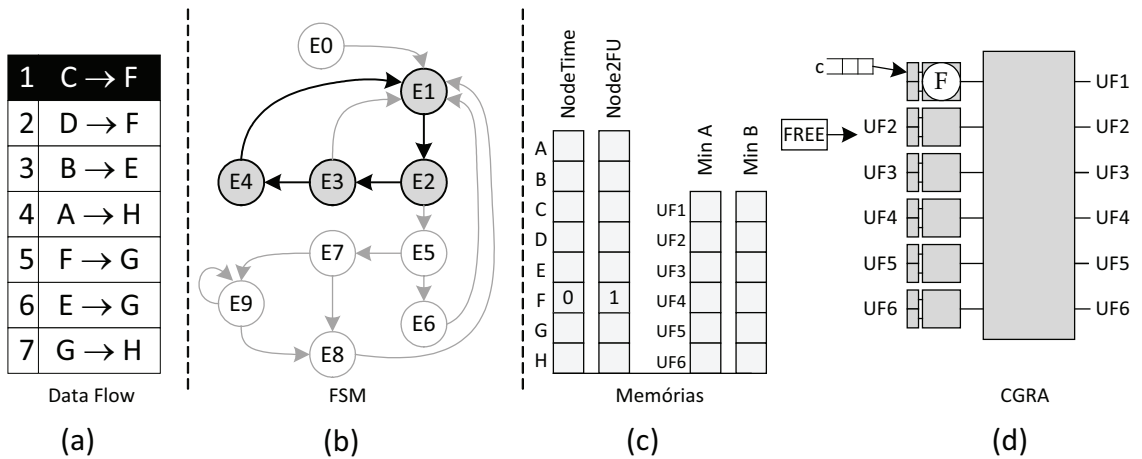 1 C → F
2 D → F
3 B → E
4 A → H
5 F → G
6 E → G
7 G → H
Data Flow
(a)
E0
E1
E4 E3 E2
E7 E5
E9
E6
E8
FSM
(b)
NodeTime
Node2FU
A
B
C
D
E
F 0 1
G
H
Min A
Min B
UF1
UF2
UF3
UF4
UF5
UF6
Memórias
(c)
c
F
UF1
FREE
UF2 UF2
UF3 UF3
UF4 UF4
UF5 UF5
UF6 UF6
CGRA
(d)